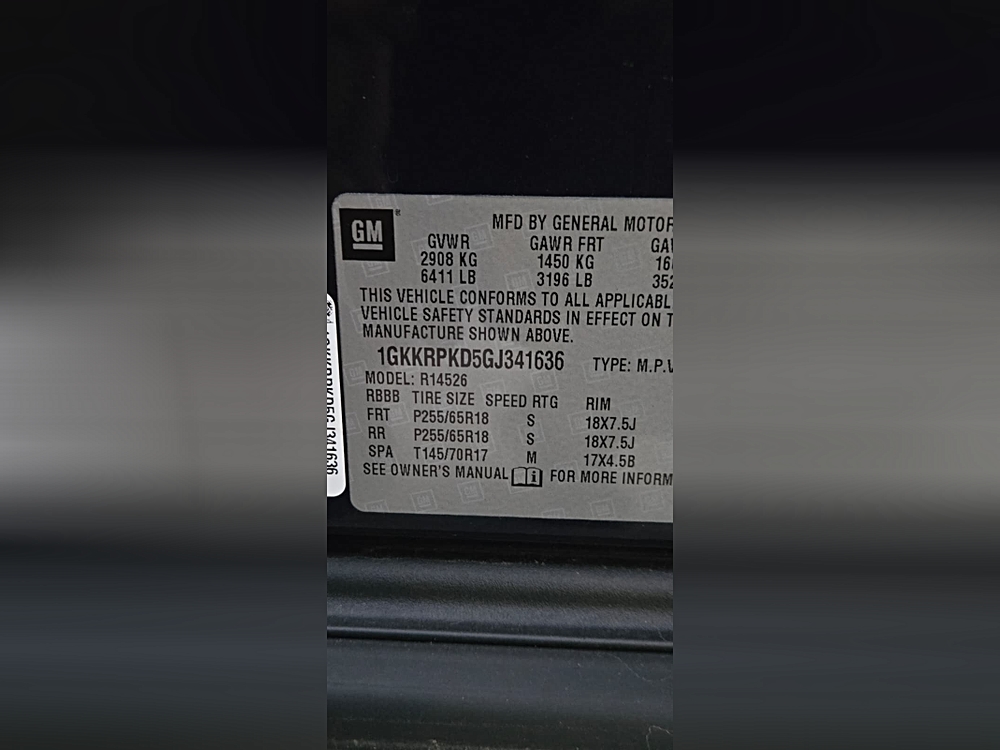 GM®
MFD BY GENERAL MOTOR
GVWR GAWR FRT GAW
2908 KG 1450 KG 16
6411 LB 3196 LB 352
THIS VEHICLE CONFORMS TO ALL APPLICABL
VEHICLE SAFETY STANDARDS IN EFFECT ON T
MANUFACTURE SHOWN ABOVE.
1GKKRPKD5GJ341636 TYPE: M.P.V
MODEL: R14526
RBBB TIRE SIZE SPEED RTG RIM
FRT P255/65R18 S 18X7.5J
RR P255/65R18 S 18X7.5J
SPA T145/70R17 M 17X4.5B
SEE OWNER'S MANUAL FOR MORE INFORM